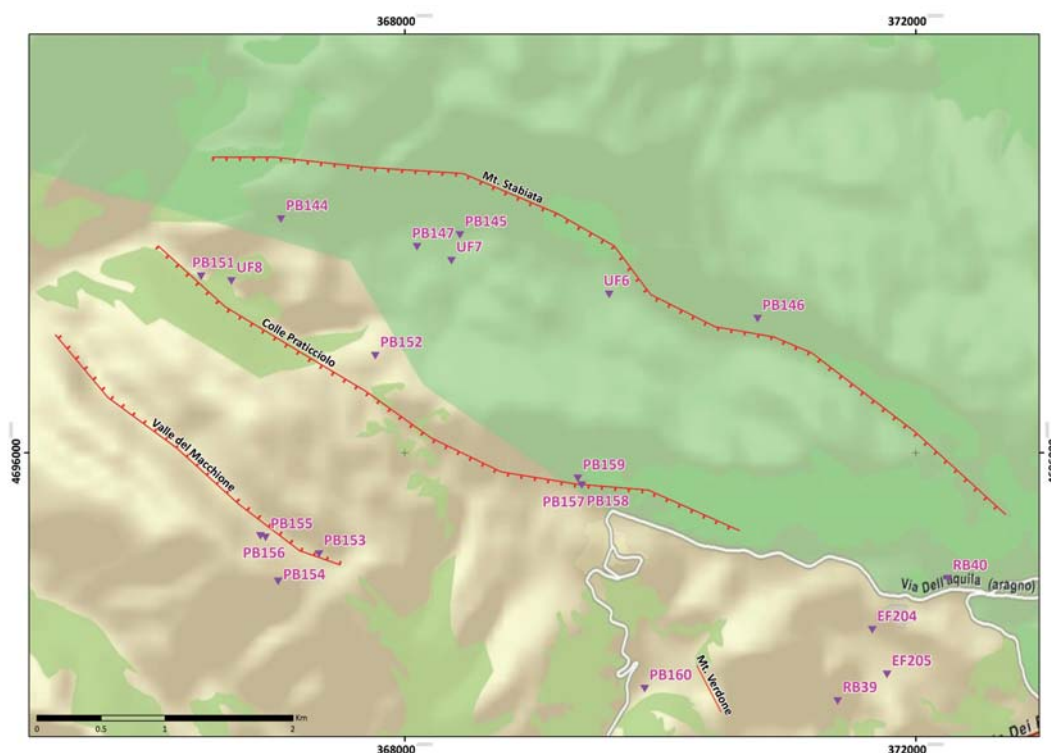 368000
372000
Mt. Stabiata
PB144
PB145
PB147
UF7
PB151
UF8
UF6
PB146
Colle Praticciolo
PB152
Valle del Macchione
4696000
PB159
PB157
PB158
PB155
PB156
PB153
PB154
RB40
Via Dell'aquila (aragno)
EF204
EF205
PB160
Mt. Verdone
RB39
0
0.5
1
2
Km
368000
372000